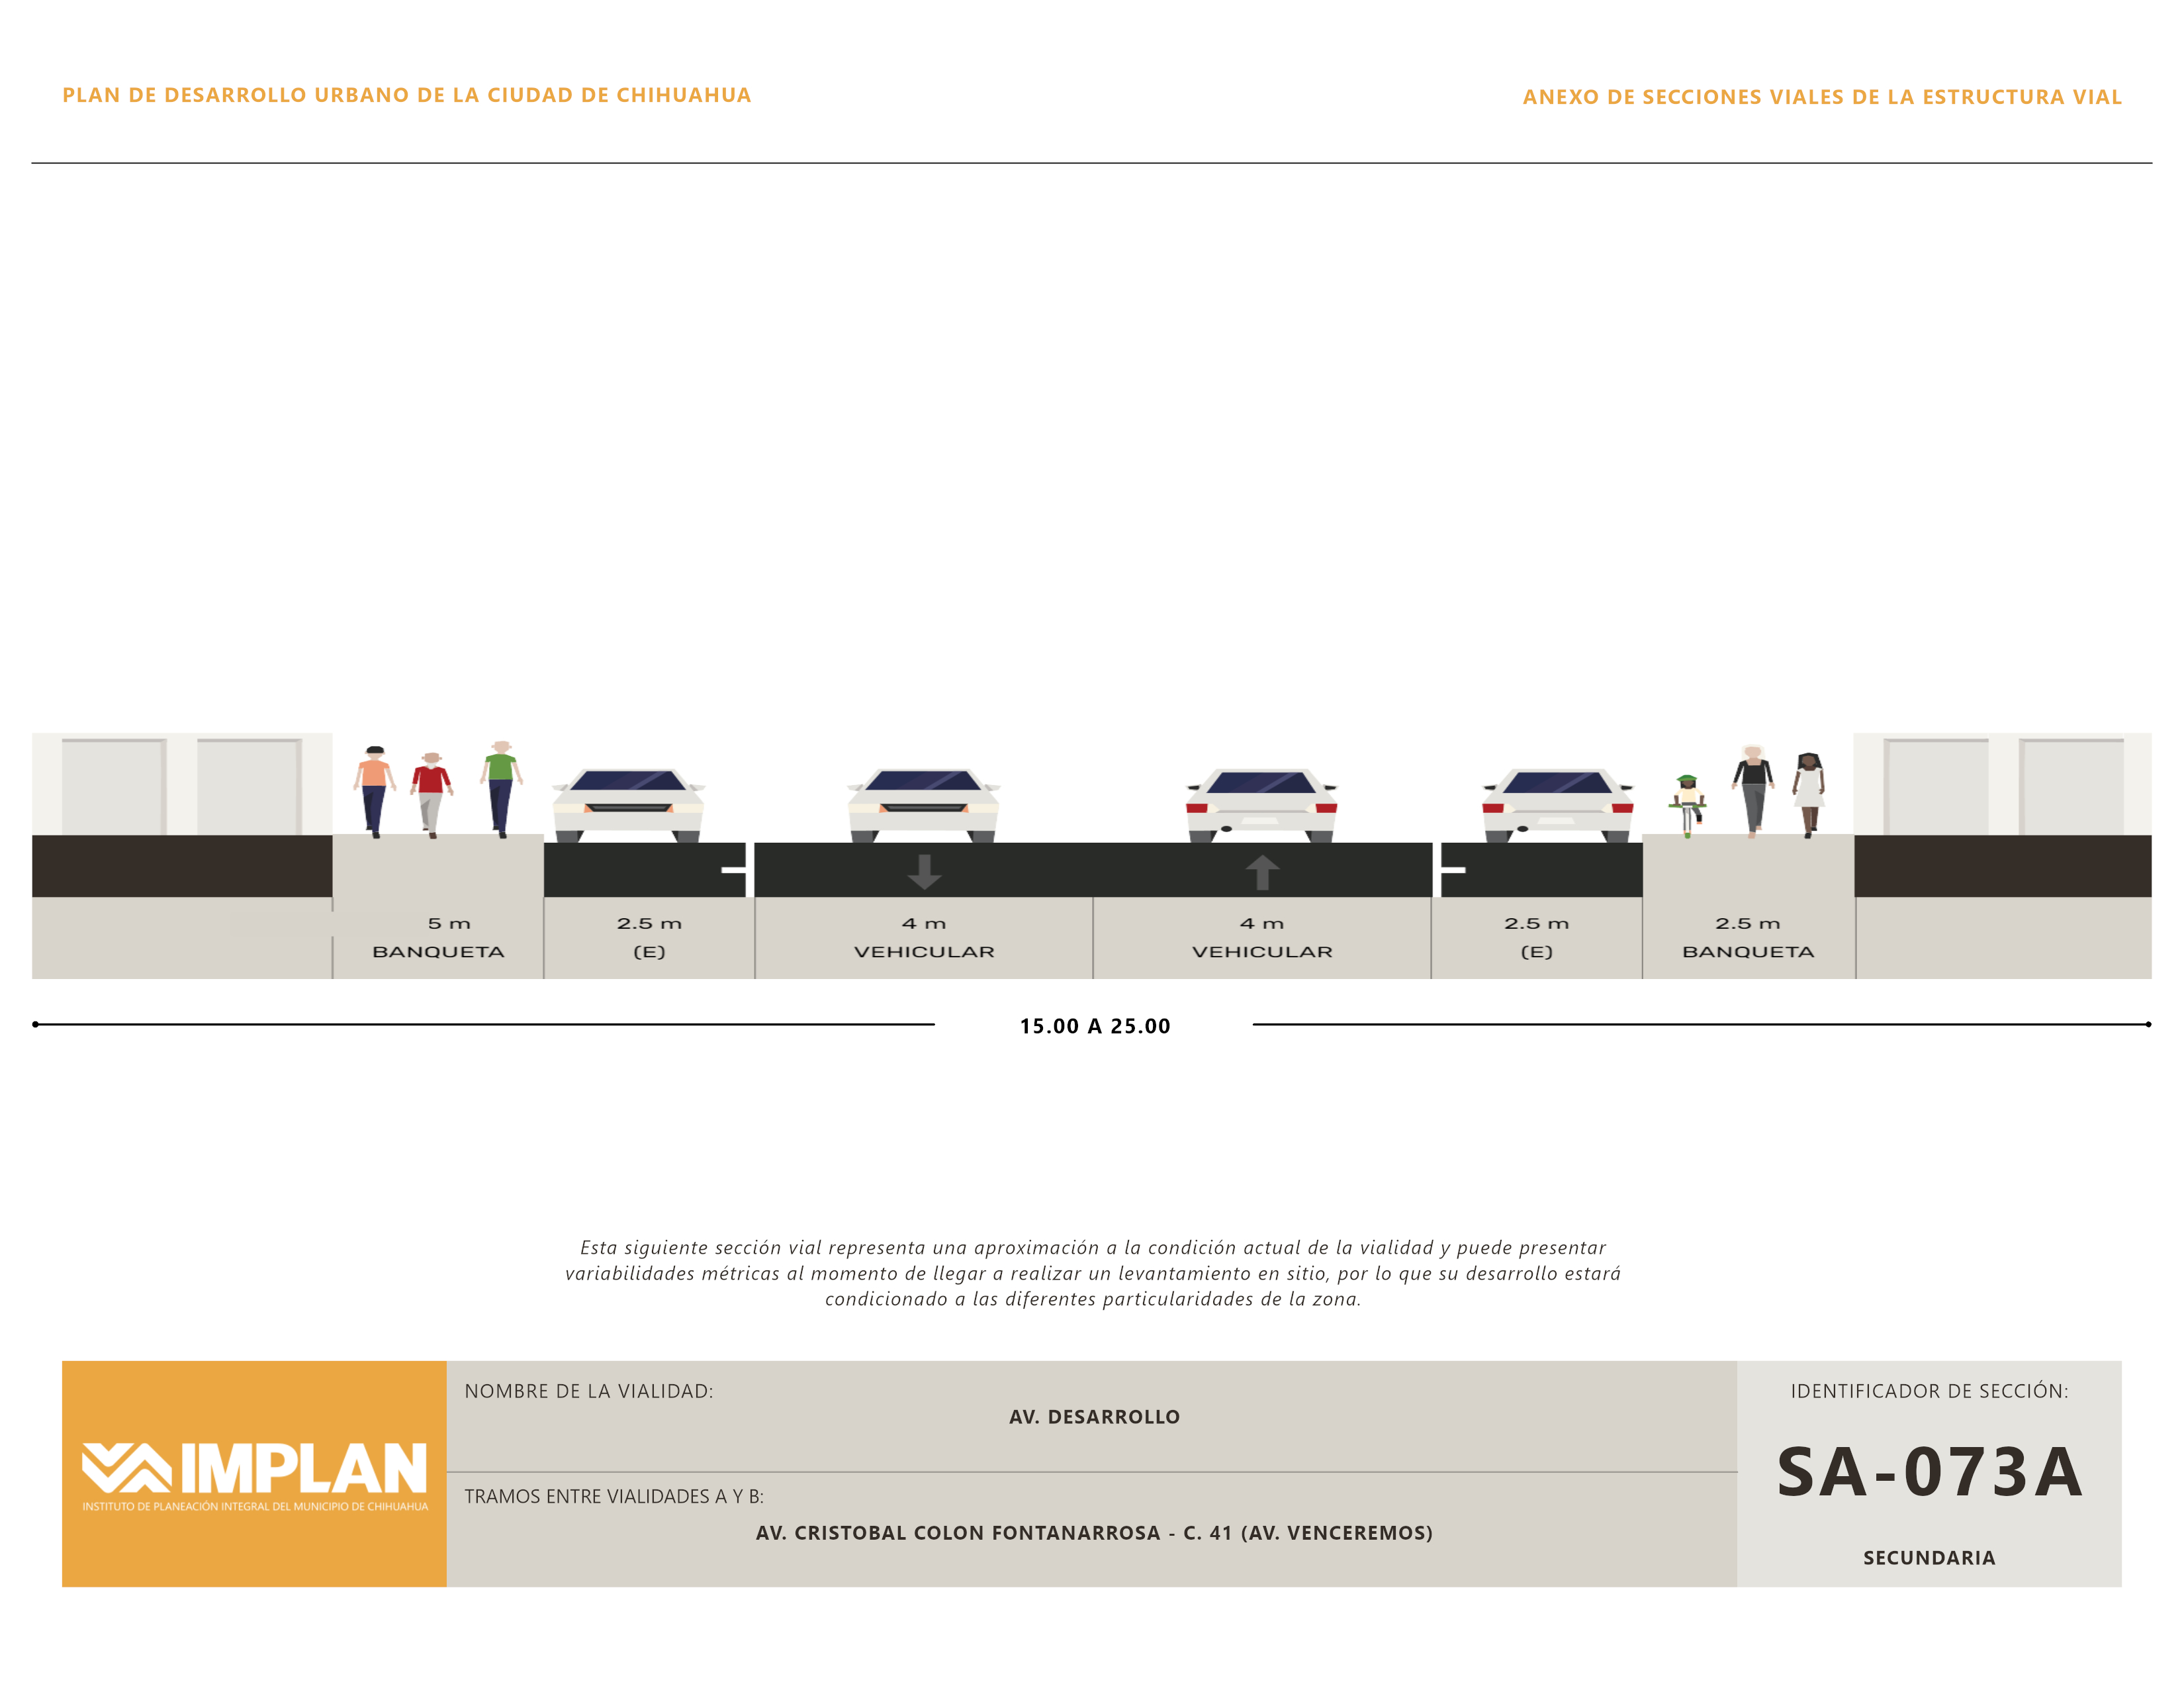 PLAN DE DESARROLLO URBANO DE LA CIUDAD DE CHIHUAHUA
ANEXO DE SECCIONES VIALES DE LA ESTRUCTURA VIAL
5 m
BANQUETA
2.5 m
(E)
4 m
VEHICULAR
4 m
VEHICULAR
2.5 m
(E)
2.5 m
BANQUETA
15.00 A 25.00
Esta siguiente sección vial representa una aproximación a la condición actual de la vialidad y puede presentar
variabilidades métricas al momento de llegar a realizar un levantamiento en sitio, por lo que su desarrollo estará
condicionado a las diferentes particularidades de la zona.
IMPLAN
INSTITUTO DE PLANEACIÓN INTEGRAL DEL MUNICIPIO DE CHIHUAHUA
NOMBRE DE LA VIALIDAD:
AV. DESARROLLO
TRAMOS ENTRE VIALIDADES A Y B:
AV. CRISTOBAL COLON FONTANARROSA - C. 41 (AV. VENCEREMOS)
IDENTIFICADOR DE SECCIÓN:
SA-073A
SECUNDARIA